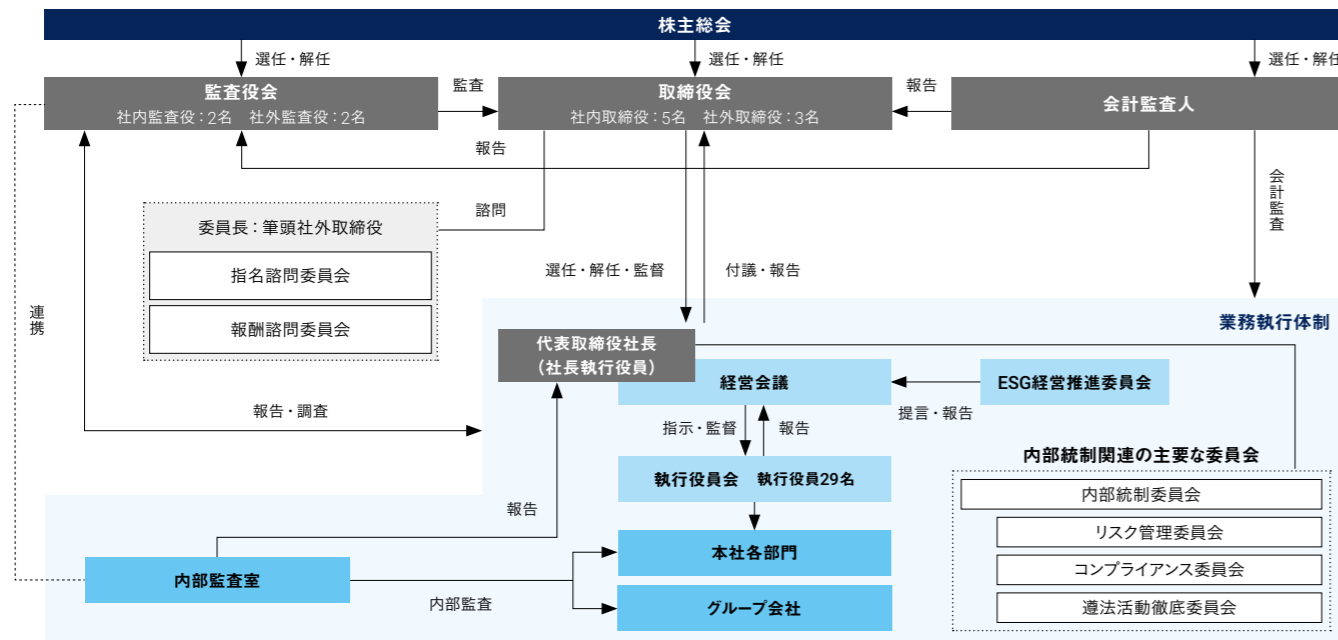 株主総会
選任・解任
選任・解任
選任・解任
監査役会
社内監査役：2名　社外監査役：2名
監査
取締役会
社内取締役：5名　社外取締役：3名
報告
会計監査人
報告
会計監査
委員長：筆頭社外取締役
諮問
指名諮問委員会
報酬諮問委員会
選任・解任・監督
付議・報告
連携
業務執行体制
代表取締役社長
（社長執行役員）
経営会議
ESG経営推進委員会
提言・報告
報告・調査
指示・監督
報告
内部統制関連の主要な委員会
執行役員会　執行役員29名
内部統制委員会
報告
リスク管理委員会
本社各部門
コンプライアンス委員会
内部監査室
内部監査
グループ会社
遵法活動徹底委員会